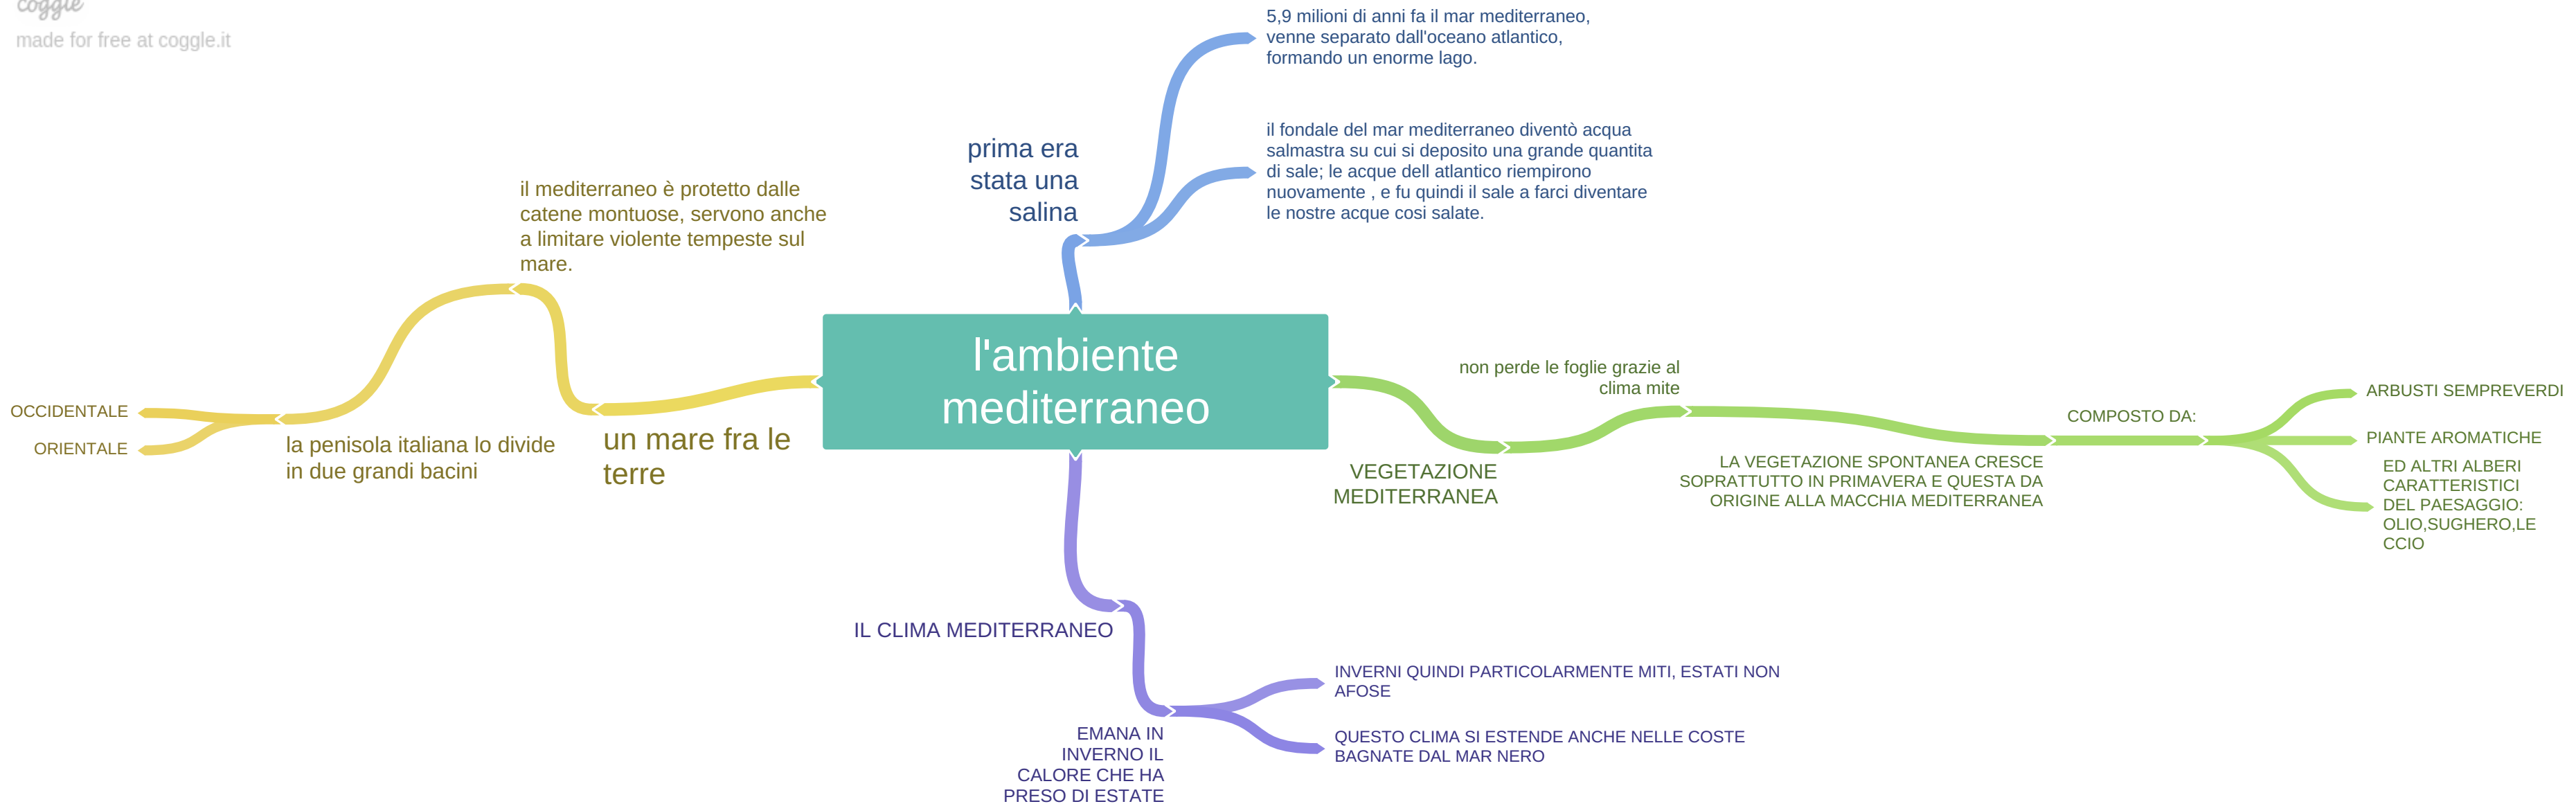 coggle
made for free at coggle.it
5,9 milioni di anni fa il mar mediterraneo,
venne separato dall'oceano atlantico,
formando un enorme lago.
il fondale del mar mediterraneo diventò acqua
salmastra su cui si deposito una grande quantita
di sale; le acque dell atlantico riempirono
nuovamente , e fu quindi il sale a farci diventare
le nostre acque cosi salate.
prima era
stata una
salina
il mediterraneo è protetto dalle
catene montuose, servono anche
a limitare violente tempeste sul
mare.
l'ambiente
mediterraneo
OCCIDENTALE
ORIENTALE
la penisola italiana lo divide
in due grandi bacini
un mare fra le
terre
non perde le foglie grazie al
clima mite
VEGETAZIONE
MEDITERRANEA
LA VEGETAZIONE SPONTANEA CRESCE
SOPRATTUTTO IN PRIMAVERA E QUESTA DA
ORIGINE ALLA MACCHIA MEDITERRANEA
COMPOSTO DA:
ARBUSTI SEMPREVERDI
PIANTE AROMATICHE
ED ALTRI ALBERI
CARATTERISTICI
DEL PAESAGGIO:
OLIO,SUGHERO,LE
CCIO
IL CLIMA MEDITERRANEO
EMANA IN
INVERNO IL
CALORE CHE HA
PRESO DI ESTATE
INVERNI QUINDI PARTICOLARMENTE MITI, ESTATI NON
AFOSE
QUESTO CLIMA SI ESTENDE ANCHE NELLE COSTE
BAGNATE DAL MAR NERO